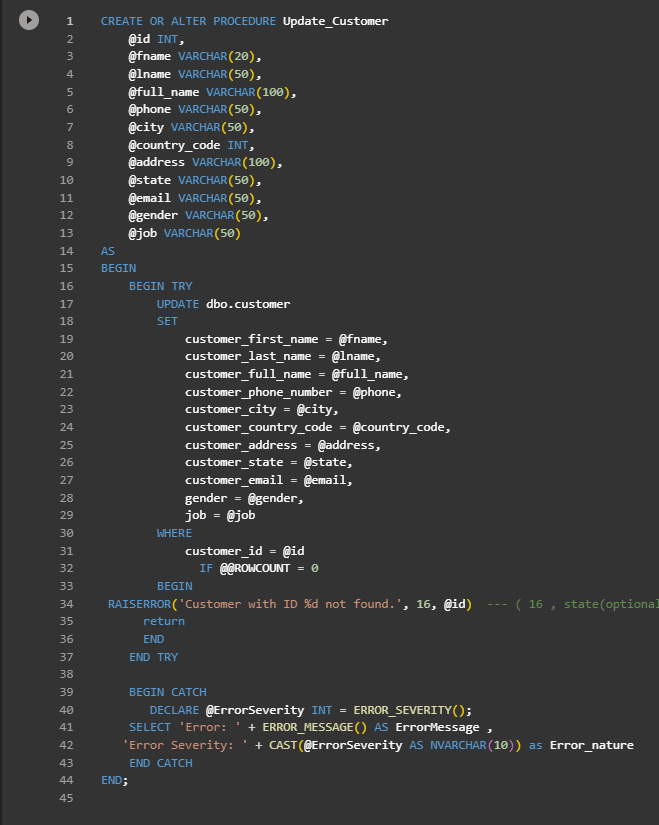 1 CREATE OR ALTER PROCEDURE Update_Customer
2 @id INT,
3 @fname VARCHAR(20),
4 @lname VARCHAR(50),
5 @full_name VARCHAR(100),
6 @phone VARCHAR(50),
7 @city VARCHAR(50),
8 @country_code INT,
9 @address VARCHAR(100),
10 @state VARCHAR(50),
11 @email VARCHAR(50),
12 @gender VARCHAR(50),
13 @job VARCHAR(50)
14 AS
15 BEGIN
16 BEGIN TRY
17 UPDATE dbo.customer
18 SET
19 customer_first_name = @fname,
20 customer_last_name = @lname,
21 customer_full_name = @full_name,
22 customer_phone_number = @phone,
23 customer_city = @city,
24 customer_country_code = @country_code,
25 customer_address = @address,
26 customer_state = @state,
27 customer_email = @email,
28 gender = @gender,
29 job = @job
30 WHERE
31 customer_id = @id
32 IF @@ROWCOUNT = 0
33 BEGIN
34 RAISERROR('Customer with ID %d not found.', 16, @id) --- ( 16 , state(optional
35 return
36 END
37 END TRY
38
39 BEGIN CATCH
40 DECLARE @ErrorSeverity INT = ERROR_SEVERITY();
41 SELECT 'Error: ' + ERROR_MESSAGE() AS ErrorMessage ,
42 'Error Severity: ' + CAST(@ErrorSeverity AS NVARCHAR(10)) as Error_nature
43 END CATCH
44 END;
45